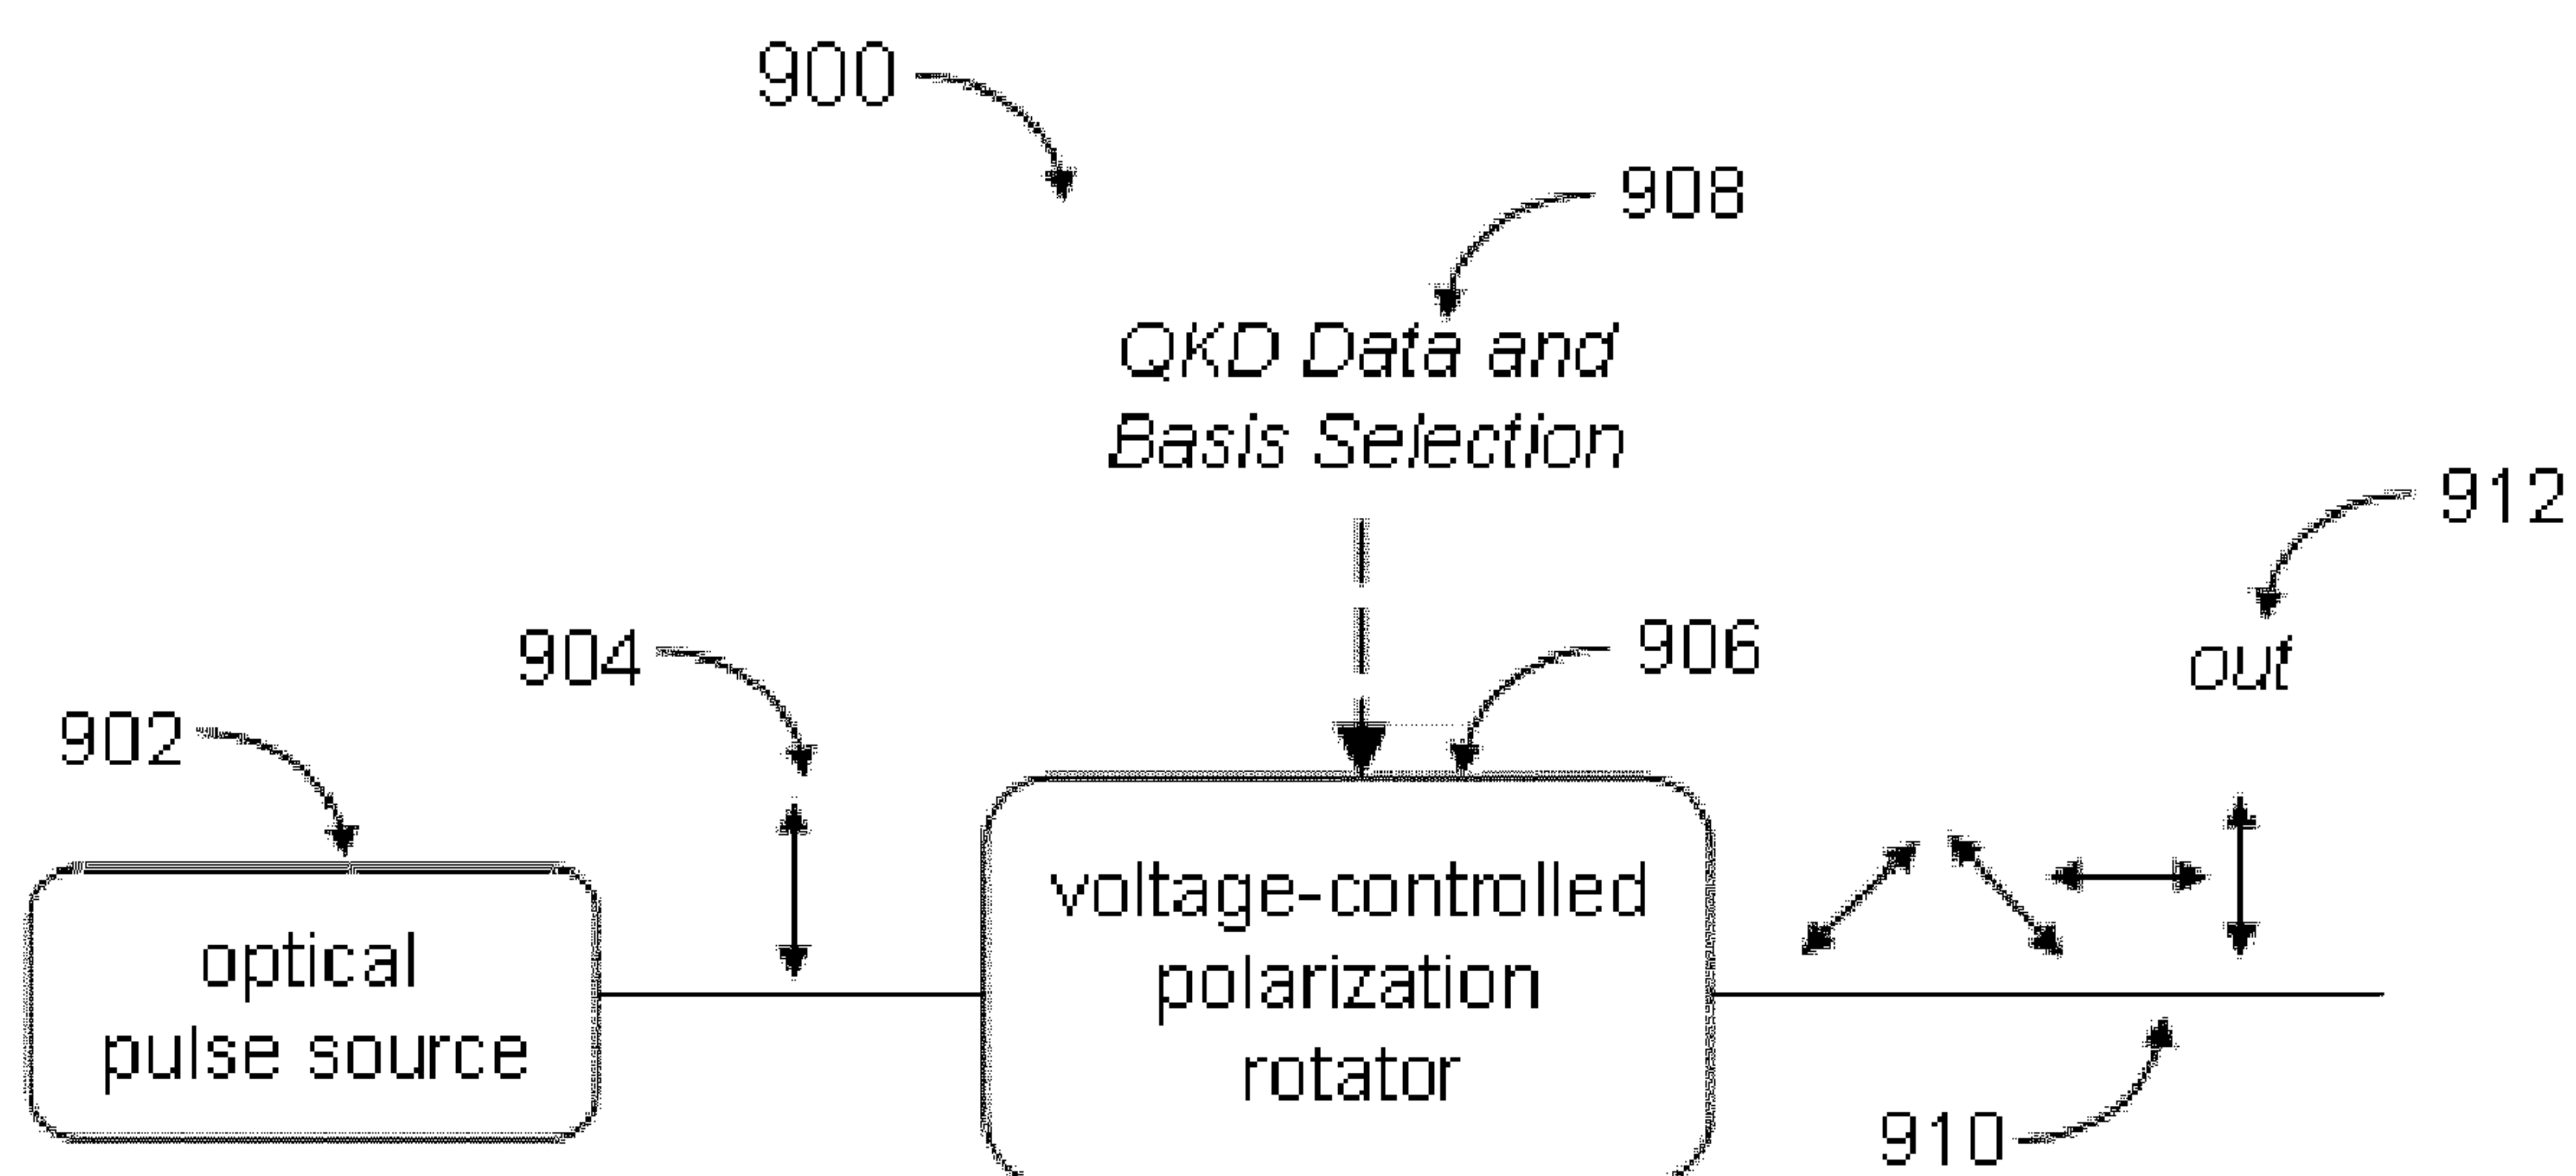 900
908
QKD Data and
Basis Selection
912
904
906
out
902
optical
pulse source
voltage-controlled
polarization
rotator
910